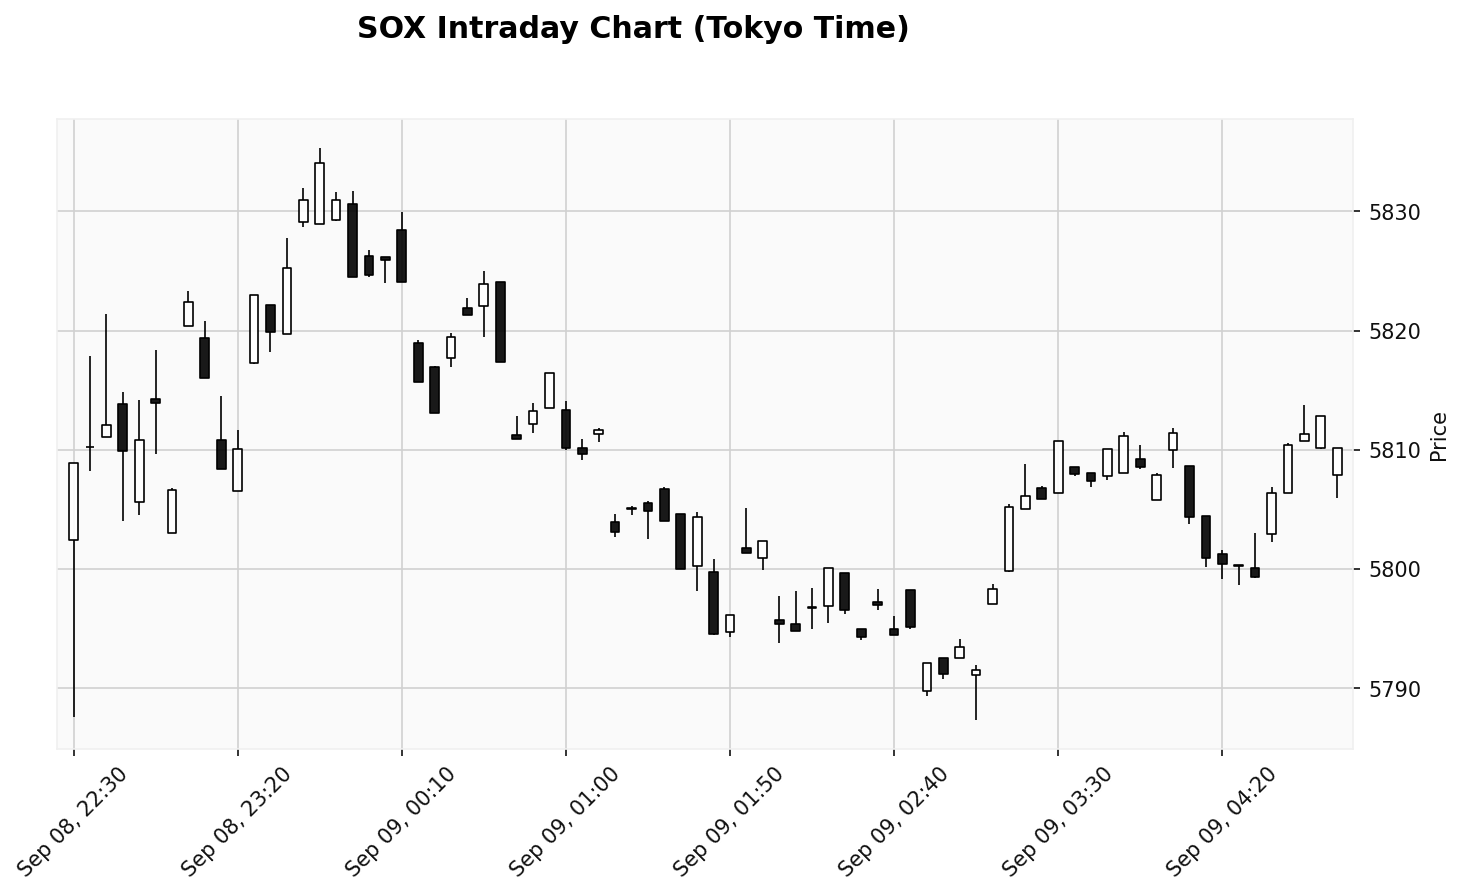 SOX Intraday Chart (Tokyo Time)
5830
5820
5810
5800
5790
Price
Sep 08, 22:30
Sep 08, 23:20
Sep 09, 00:10
Sep 09, 01:00
Sep 09, 01:50
Sep 09, 02:40
Sep 09, 03:30
Sep 09, 04:20